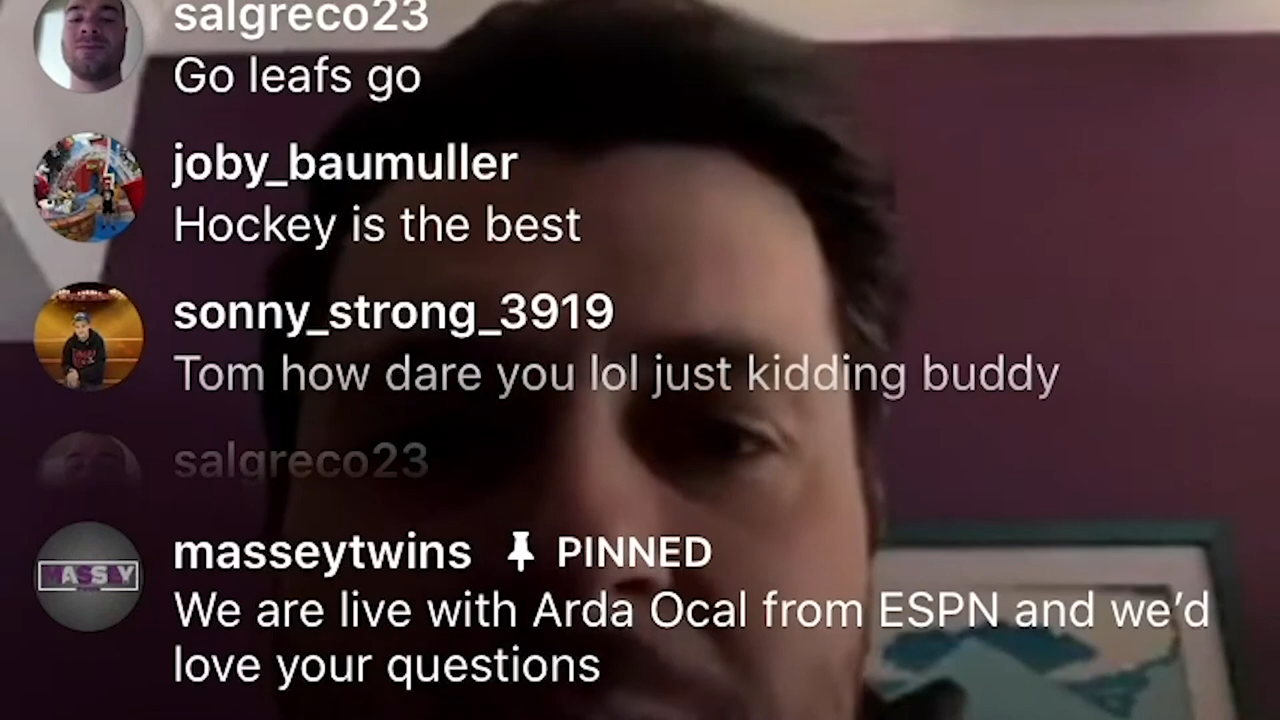 salgreco23
Go leafs go
joby_baumuller
Hockey is the best
sonny_strong_3919
Tom how dare you lol just kidding buddy
salgreco23
masseytwins PINNED
MASSEY
We are live with Arda Ocal from ESPN and we'd
love your questions